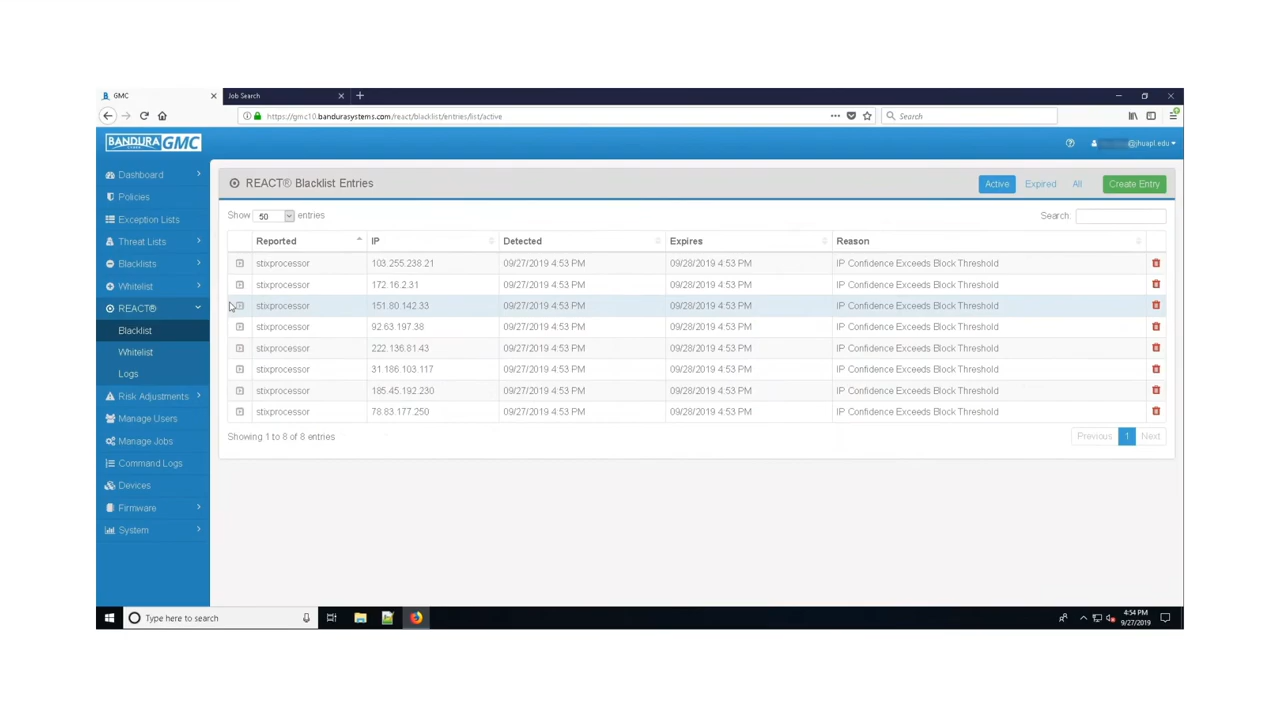 GMC
Job Search
https://gmc10.bandurasystems.com/react/blacklist/entries/list/active
Search
BANDURA GMC
@jhuapl.edu
Dashboard
Policies
Exception Lists
Threat Lists
Blacklists
Whitelist
REACT®
Blacklist
Whitelist
Logs
Risk Adjustments
Manage Users
Manage Jobs
Command Logs
Devices
Firmware
System
REACT® Blacklist Entries
Active Expired All Create Entry
Show 50 entries Search:
Reported IP Detected Expires Reason
stixprocessor 103.255.238.21 09/27/2019 4:53 PM 09/28/2019 4:53 PM IP Confidence Exceeds Block Threshold
stixprocessor 172.16.2.31 09/27/2019 4:53 PM 09/28/2019 4:53 PM IP Confidence Exceeds Block Threshold
stixprocessor 151.80.142.33 09/27/2019 4:53 PM 09/28/2019 4:53 PM IP Confidence Exceeds Block Threshold
stixprocessor 92.63.197.38 09/27/2019 4:53 PM 09/28/2019 4:53 PM IP Confidence Exceeds Block Threshold
stixprocessor 222.136.81.43 09/27/2019 4:53 PM 09/28/2019 4:53 PM IP Confidence Exceeds Block Threshold
stixprocessor 31.186.103.117 09/27/2019 4:53 PM 09/28/2019 4:53 PM IP Confidence Exceeds Block Threshold
stixprocessor 185.45.192.230 09/27/2019 4:53 PM 09/28/2019 4:53 PM IP Confidence Exceeds Block Threshold
stixprocessor 78.83.177.250 09/27/2019 4:53 PM 09/28/2019 4:53 PM IP Confidence Exceeds Block Threshold
Showing 1 to 8 of 8 entries Previous 1 Next
Type here to search
4:54 PM
9/27/2019